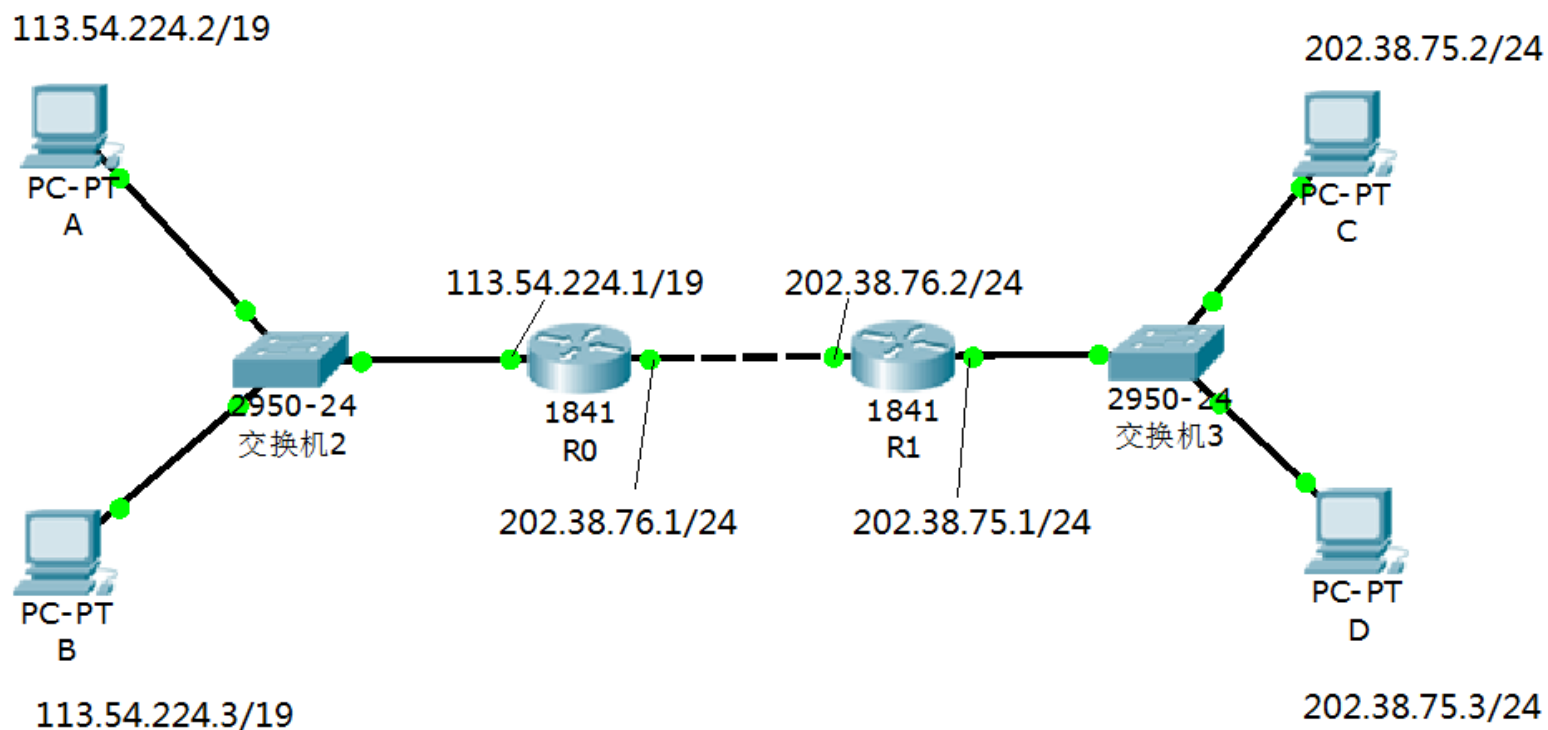 113.54.224.2/19
202.38.75.2/24
PC-PT
A
PC-PT
C
113.54.224.1/19
202.38.76.2/24
2950-24
交换机2
1841
R0
1841
R1
2950-24
交换机3
202.38.76.1/24
202.38.75.1/24
PC-PT
B
PC-PT
D
113.54.224.3/19
202.38.75.3/24